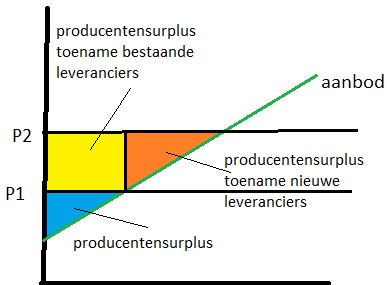 producentensurplus
toename bestaande
leveranciers
aanbod
P2
producentensurplus
toename nieuwe
leveranciers
P1
producentensurplus